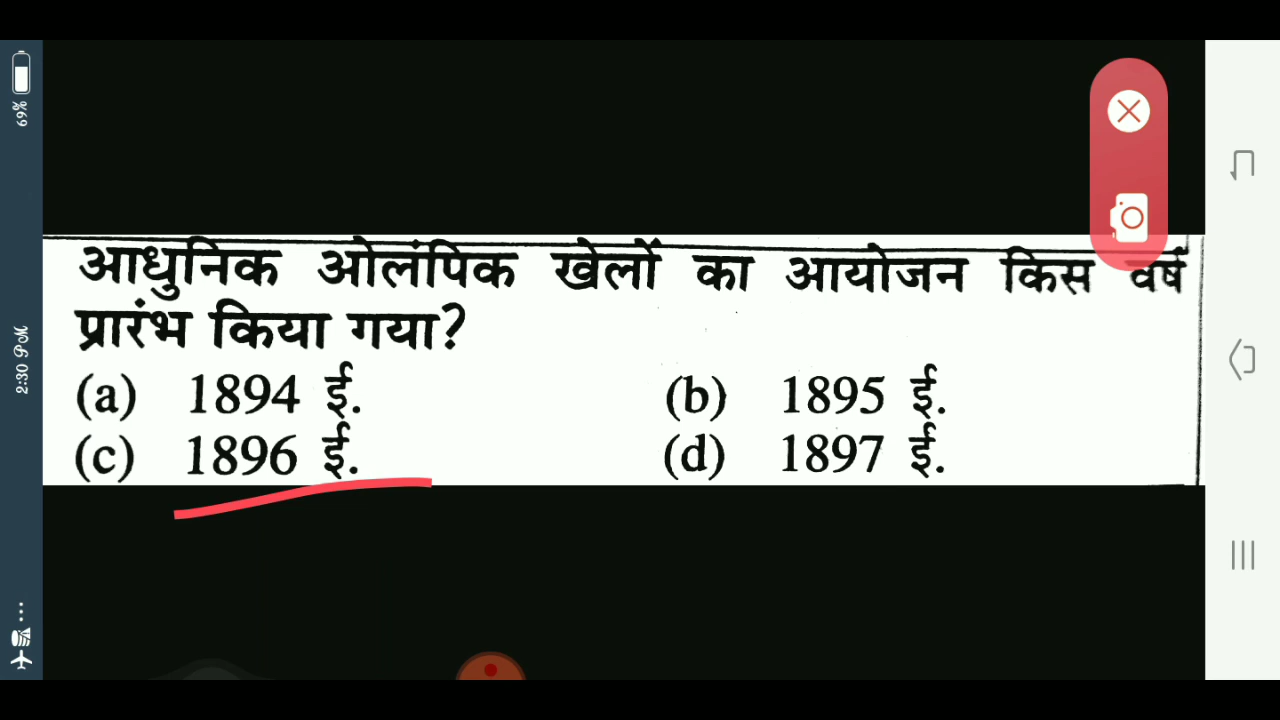 आधुनिक ओलंपिक खेलों का आयोजन किस वर्ष
प्रारंभ किया गया?
(a) 1894 ई. (b) 1895 ई.
(c) 1896 ई. (d) 1897 ई.
69%
2:30 PM